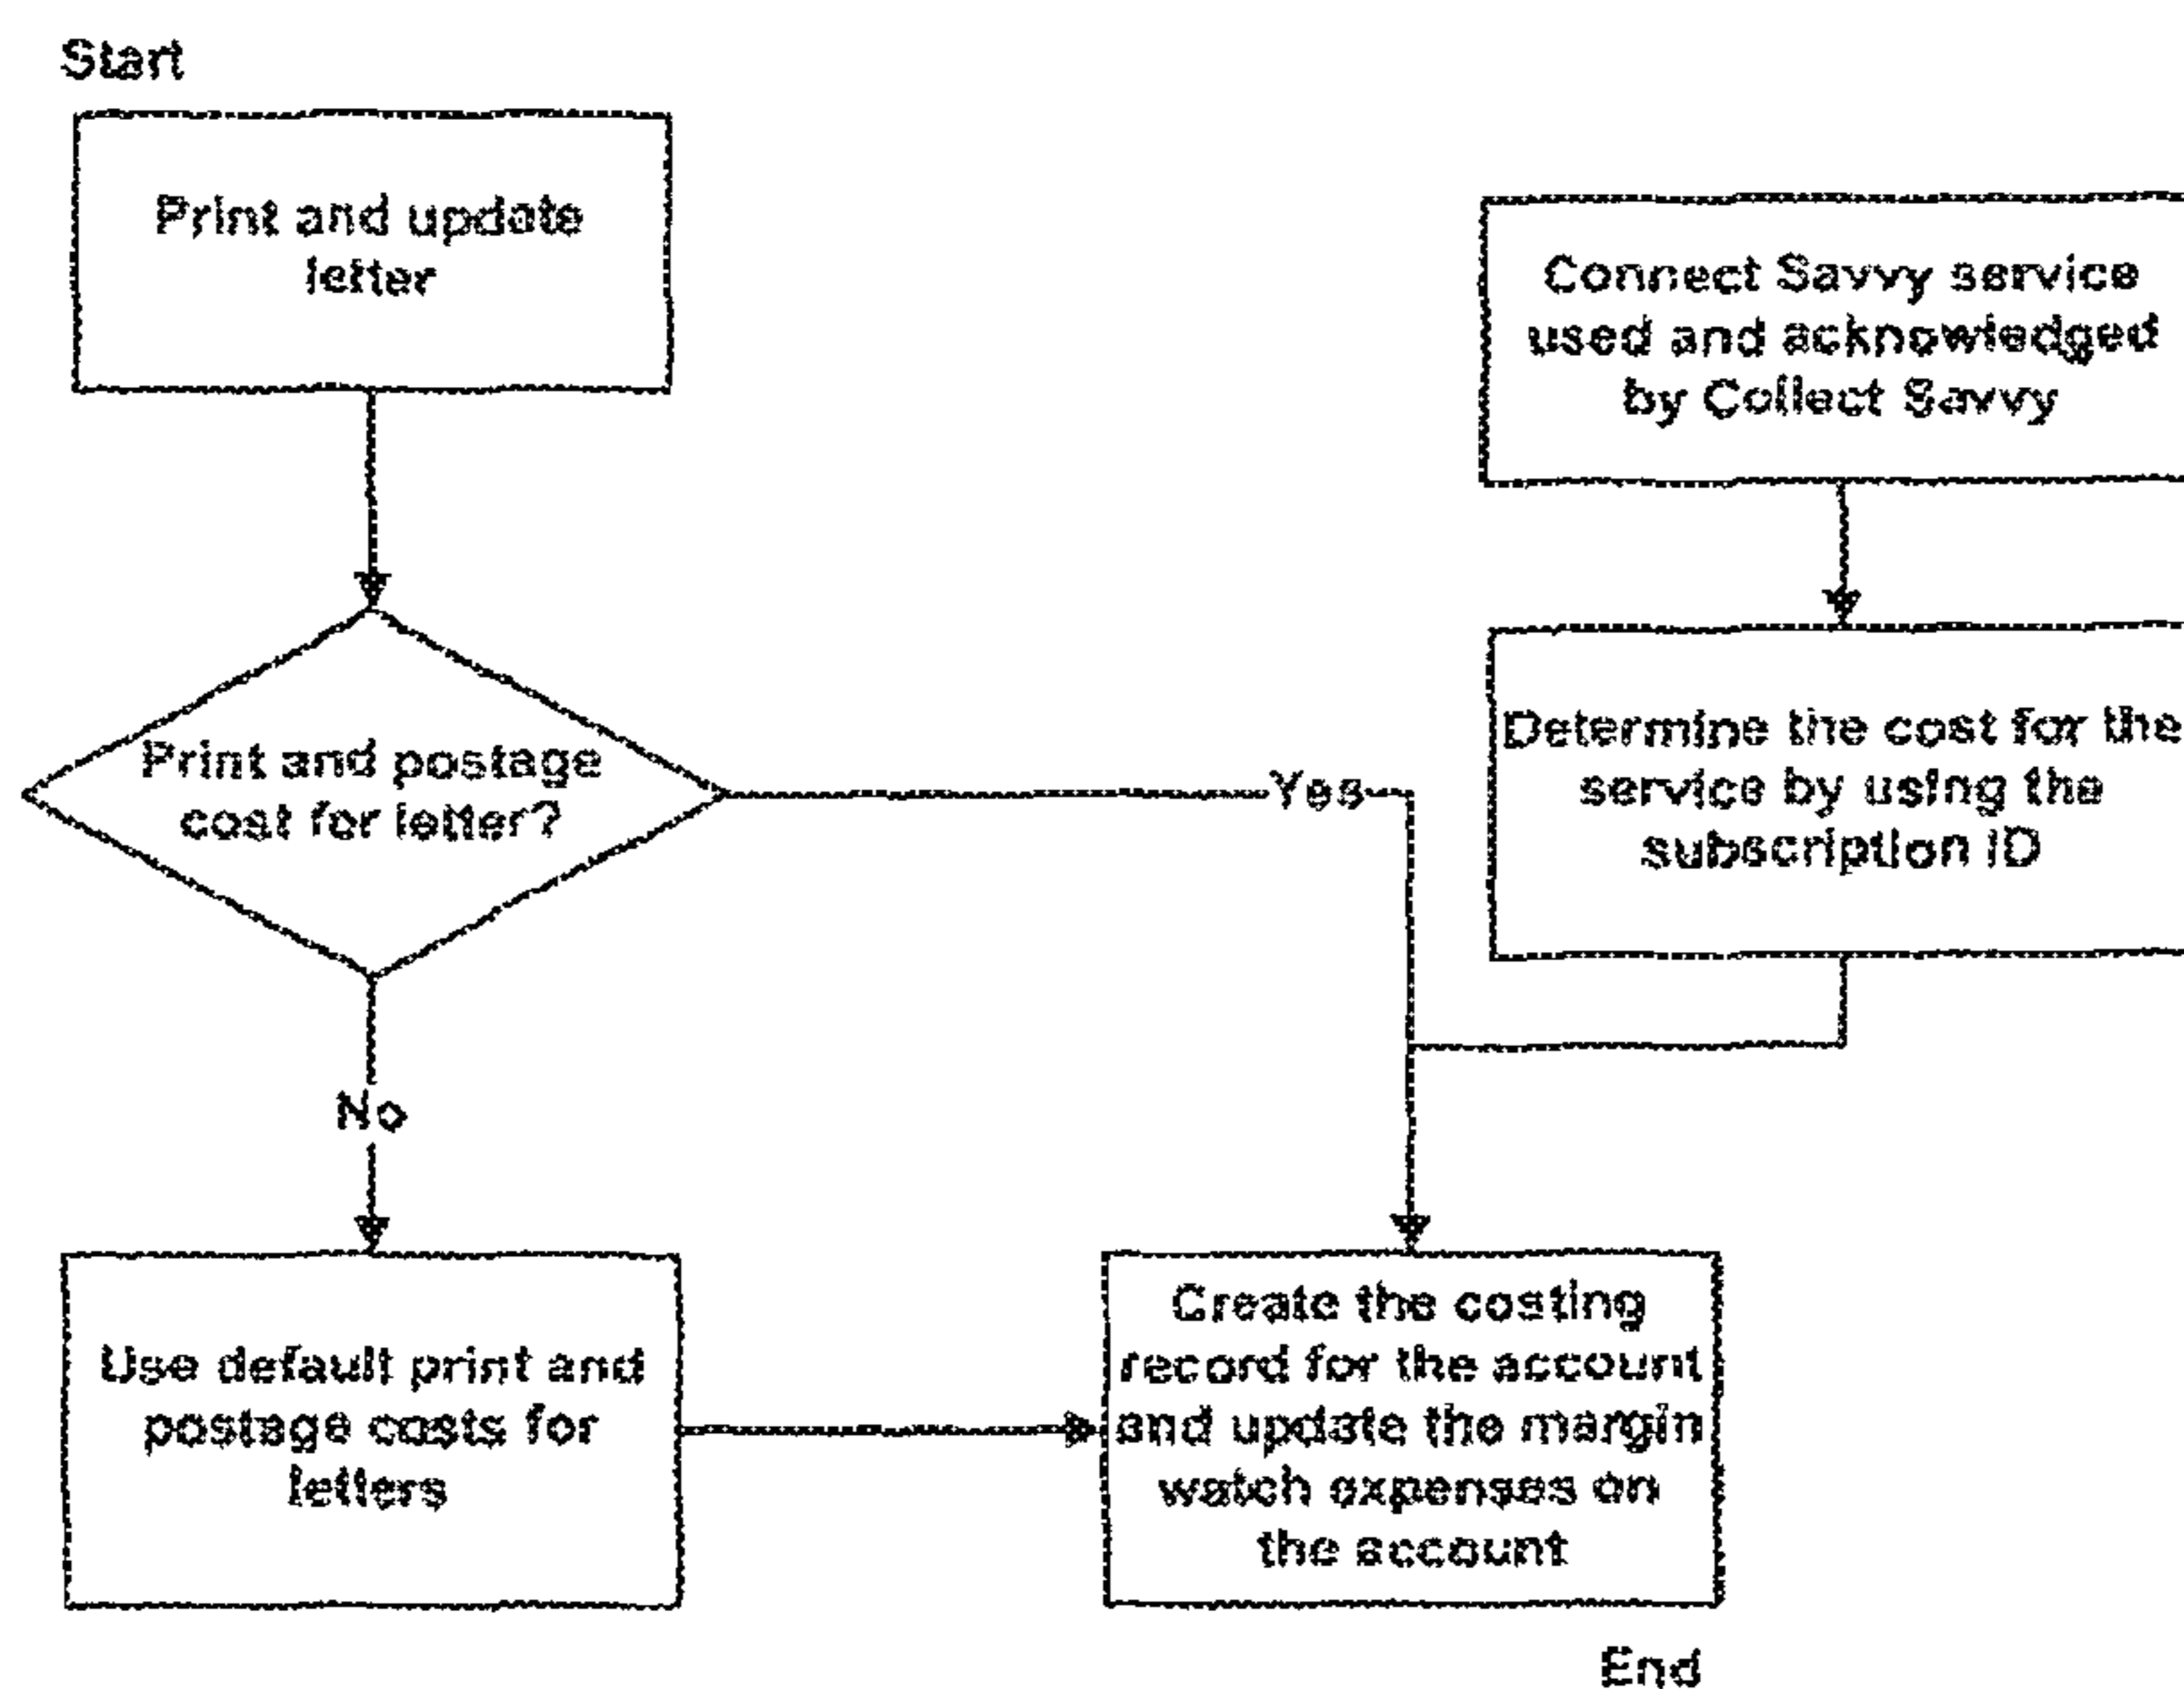 Start
Print and update
letter
Connect Savvy service
used and acknowledged
by Collect Savvy
Print and postage
cost for letter?
Yes
Determine the cost for the
service by using the
subscription ID
No
Use default print and
postage costs for
letters
Create the costing
record for the account
and update the margin
watch expenses on
the account
End